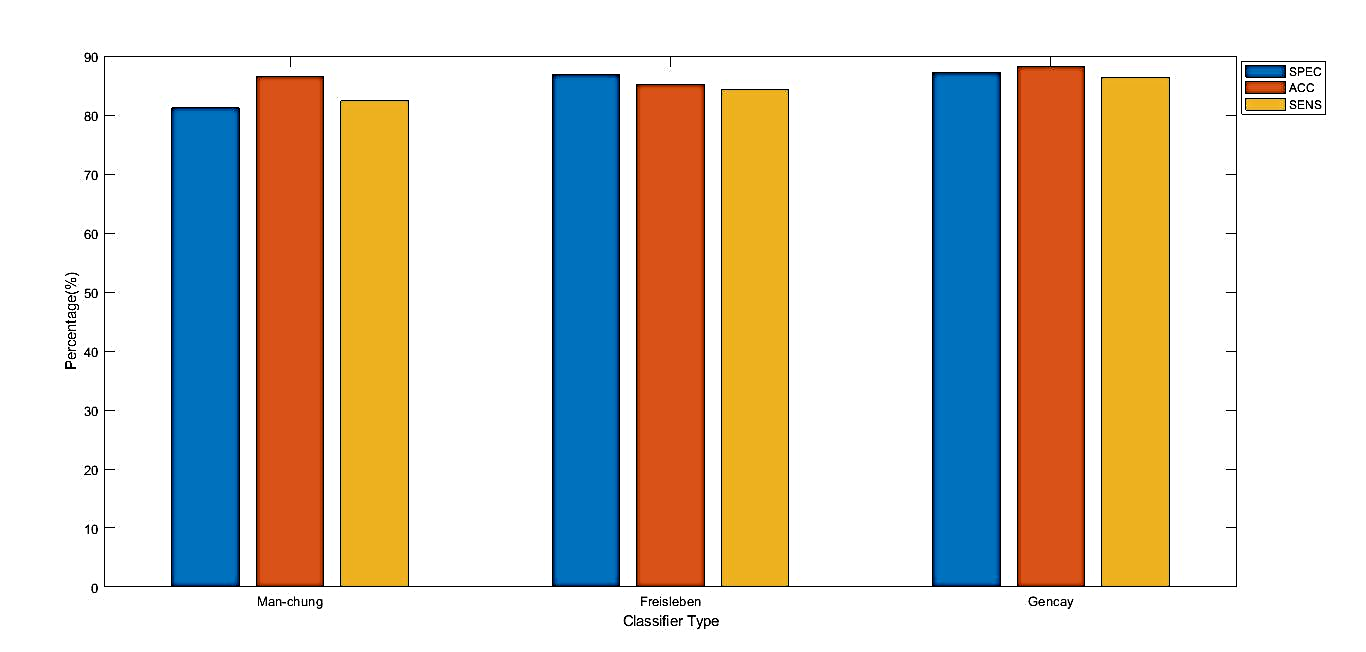 90
80
70
60
50
40
30
20
10
0
Percentage(%)
Man-chung
Freisleben
Gencay
Classifier Type
SPEC
ACC
SENS